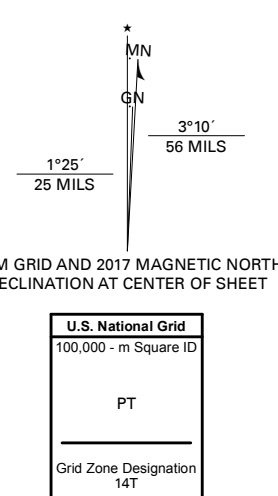 ★
MN
GN
3°10´
56 MILS
1°25´
25 MILS
M GRID AND 2017 MAGNETIC NORTH
ECLINATION AT CENTER OF SHEET
U.S. National Grid
100,000 - m Square ID
PT
Grid Zone Designation
14T